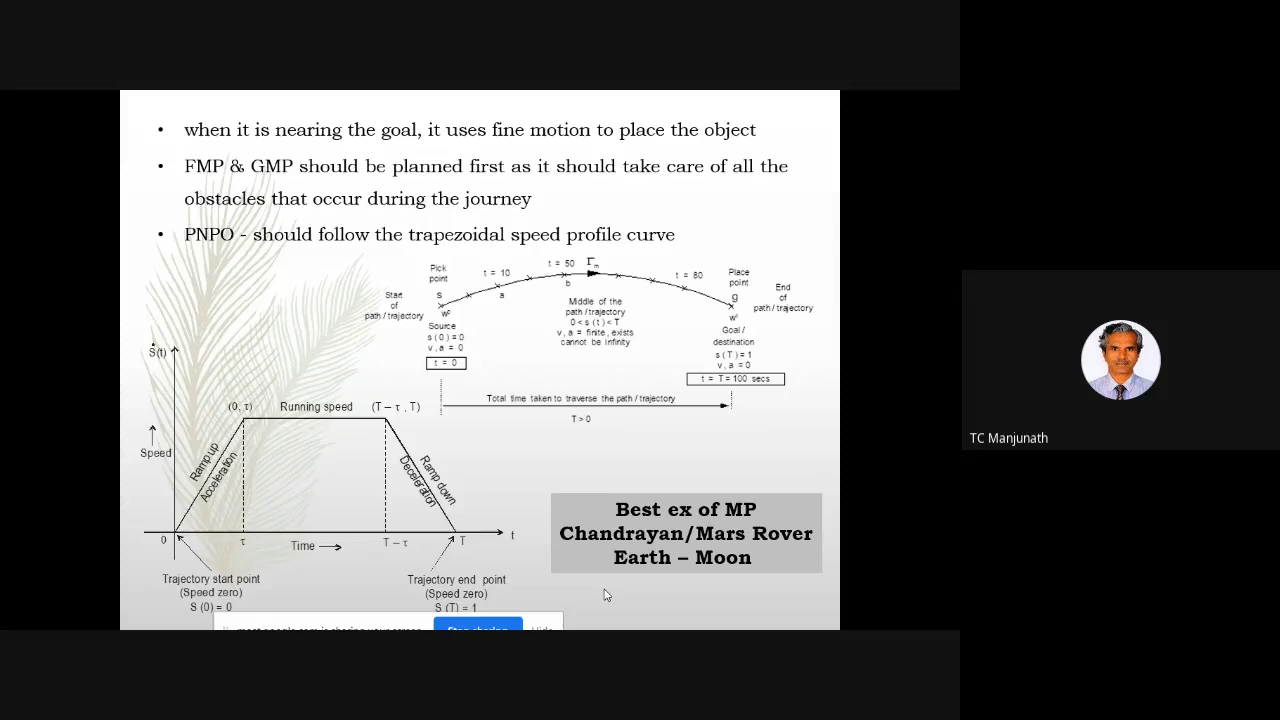 • when it is nearing the goal, it uses fine motion to place the object
• FMP & GMP should be planned first as it should take care of all the
obstacles that occur during the journey
• PNPO - should follow the trapezoidal speed profile curve
Pick
point
t = 10
t = 50
Γm
t = 80
Place
point
s
a
b
g
Start
of
path / trajectory
w⁰
Source
s (0) = 0
v, a = 0
t = 0
Middle of the
path / trajectory
0 < s (t) < T
v, a = finite, exists
cannot be infinity
End
of
path / trajectory
Goal /
destination
s (T) = 1
v, a = 0
t = T = 100 secs
Total time taken to traverse the path / trajectory
T > 0
Ṡ(t)
Speed
(0, τ)
Running speed
(T − τ , T)
Ramp up
Acceleration
Ramp down
Deceleration
0
τ
Time
T − τ
T
t
Trajectory start point
(Speed zero)
S (0) = 0
Trajectory end point
(Speed zero)
S (T) = 1
Best ex of MP
Chandrayan/Mars Rover
Earth – Moon
Stop sharing
Hide
TC Manjunath